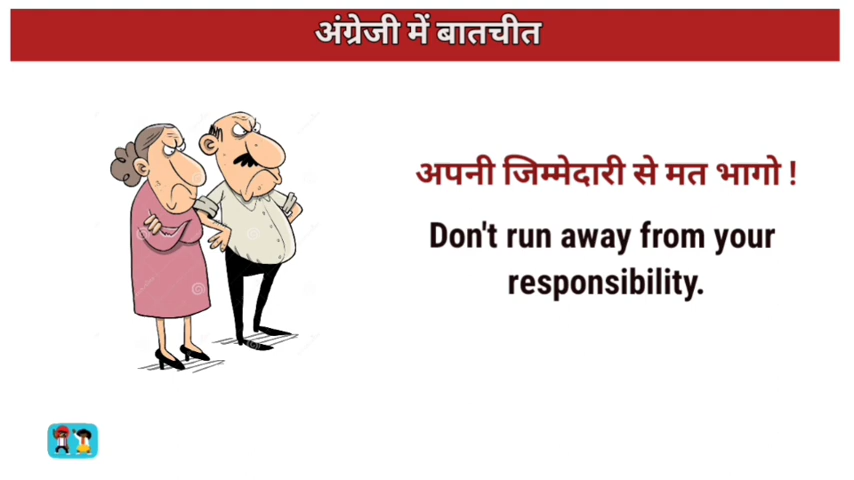 अंग्रेजी में बातचीत
अपनी जिम्मेदारी से मत भागो !
Don't run away from your
responsibility.